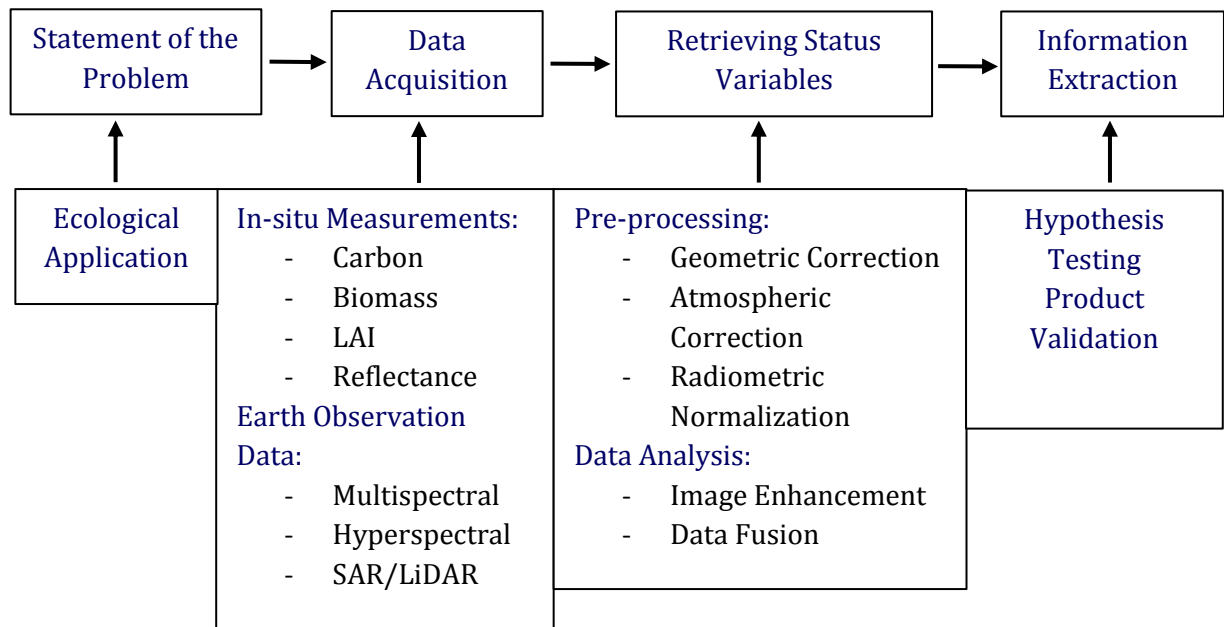 Statement of the
Problem
Data
Acquisition
Retrieving Status
Variables
Information
Extraction
Ecological
Application
In-situ Measurements:
- Carbon
- Biomass
- LAI
- Reflectance
Earth Observation
Data:
- Multispectral
- Hyperspectral
- SAR/LiDAR
Pre-processing:
- Geometric Correction
- Atmospheric
Correction
- Radiometric
Normalization
Data Analysis:
- Image Enhancement
- Data Fusion
Hypothesis
Testing
Product
Validation